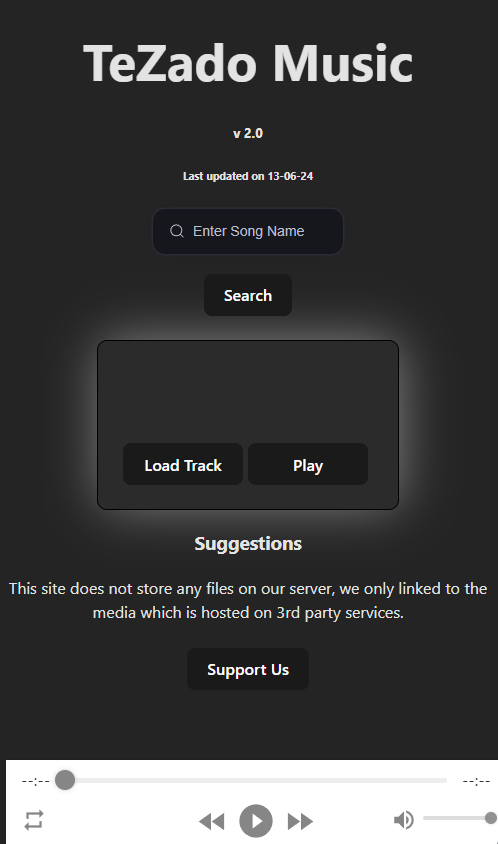 TeZado Music
v 2.0
Last updated on 13-06-24
Enter Song Name
Search
Load Track Play
Suggestions
This site does not store any files on our server, we only linked to the
media which is hosted on 3rd party services.
Support Us
--:-- --:--